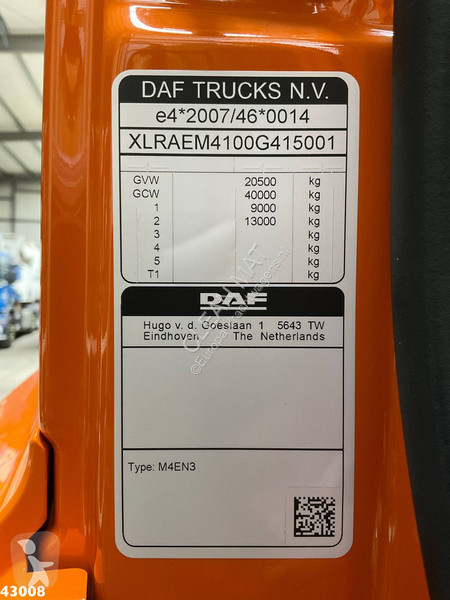 DAF TRUCKS N.V.
e4*2007/46*0014
XLRAEM4100G415001
GVW 20500 kg
GCW 40000 kg
1 9000 kg
2 13000 kg
3 kg
4 kg
5 kg
T1 kg
DAF
Hugo v. d. Goeslaan 1 5643 TW
Eindhoven The Netherlands
Type: M4EN3
43008